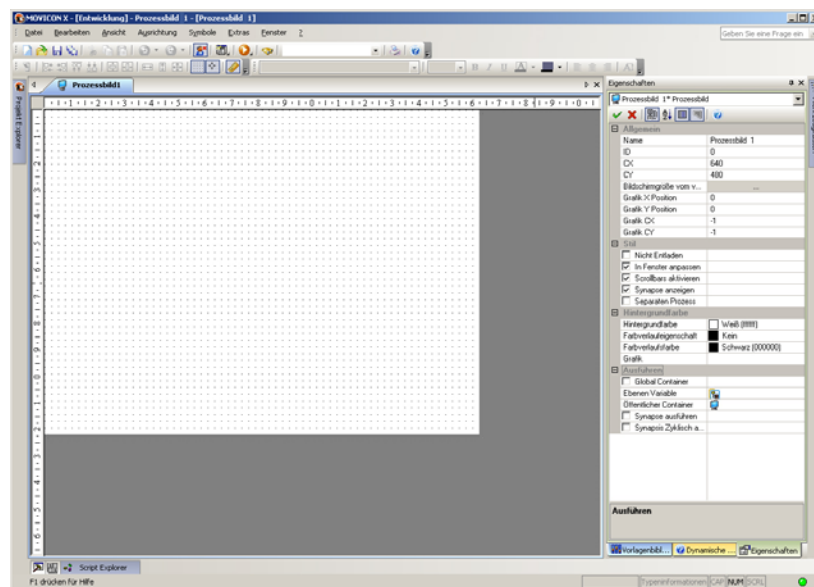 MOVICON X - [Entwicklung] - Prozessbild 1 - [Prozessbild 1]
Datei Bearbeiten Ansicht Ausrichtung Symbole Extras Fenster ?
Geben Sie eine Frage ein
Prozessbild1
Projekt Explorer
Eigenschaften
Prozessbild 1* Prozessbild
Allgemein
Name Prozessbild 1
ID 0
CX 640
CY 480
Bildschirmgröße vom v... ...
Grafik X Position 0
Grafik Y Position 0
Grafik CX -1
Grafik CY -1
Stil
Nicht Entladen
In Fenster anpassen
Scrollbars aktivieren
Synapse anzeigen
Separaten Prozess
Hintergrundfarbe
Hintergrundfarbe Weiß (ffffff)
Farbverlaufeigenschaft Kein
Farbverlaufsfarbe Schwarz (000000)
Grafik
Ausführen
Global Container
Ebenen Variable
Öffentlicher Container
Synapse ausführen
Synapsis Zyklisch a...
Ausführen
Vorlagenbibl... Dynamische ... Eigenschaften
Script Explorer
F1 drücken für Hilfe
Typeninformationen CAP NUM SCRL